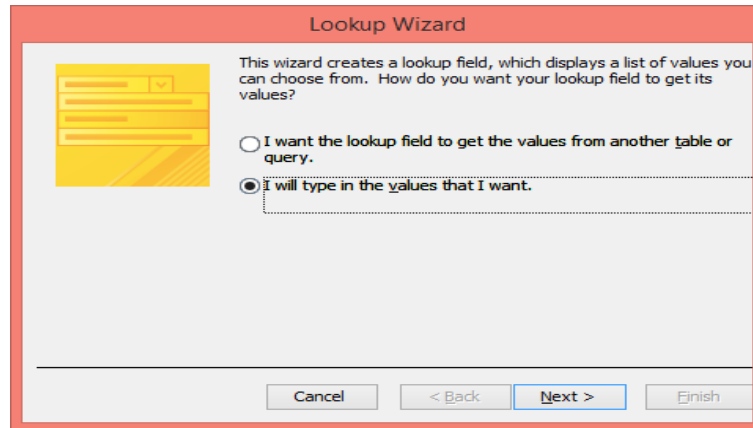 Lookup Wizard
This wizard creates a lookup field, which displays a list of values you
can choose from. How do you want your lookup field to get its
values?
I want the lookup field to get the values from another table or
query.
I will type in the values that I want.
Cancel
< Back
Next >
Finish